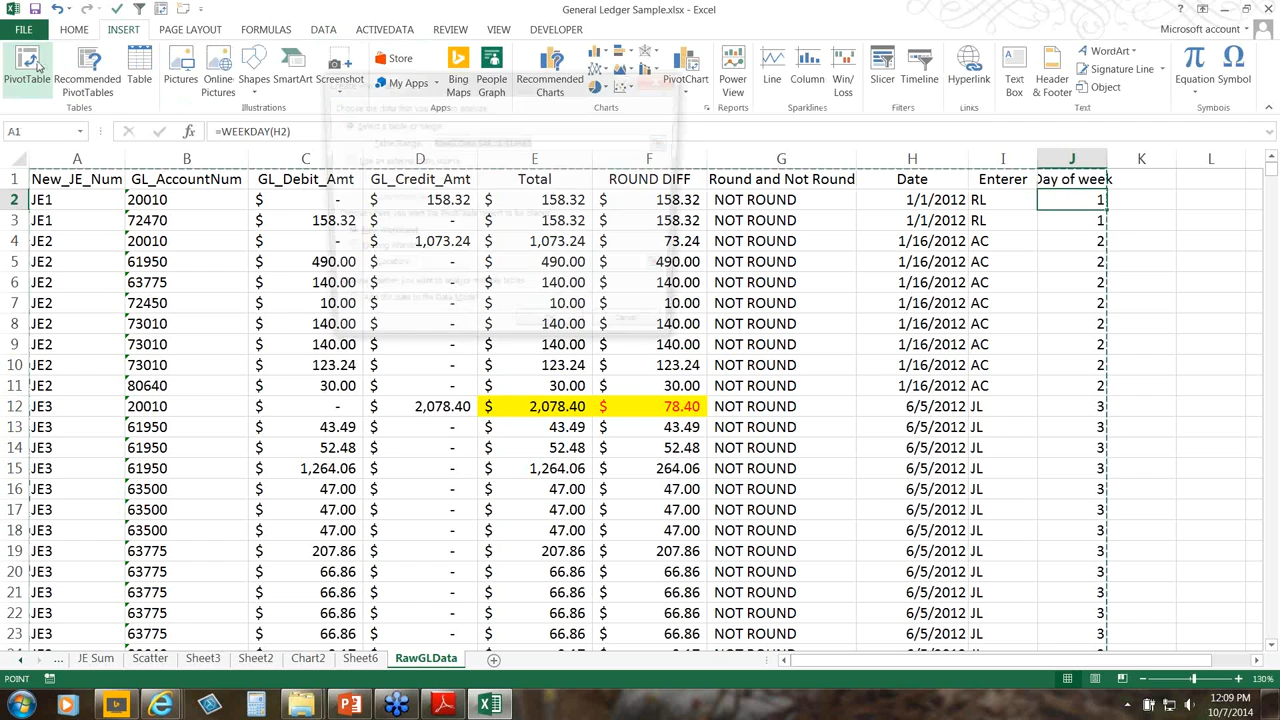 General Ledger Sample.xlsx - Excel
FILE HOME INSERT PAGE LAYOUT FORMULAS DATA ACTIVEDATA REVIEW VIEW DEVELOPER Microsoft account
PivotTable Recommended PivotTables Table Pictures Online Pictures Shapes SmartArt Screenshot Store My Apps Bing Maps People Graph Recommended Charts PivotChart Power View Line Column Win/Loss Slicer Timeline Hyperlink Text Box Header & Footer WordArt Signature Line Object Equation Symbol
Tables Illustrations Apps Charts Reports Sparklines Filters Links Text Symbols
A1 fx =WEEKDAY(H2)
A B C D E F G H I J K L
1 New_JE_Num GL_AccountNum GL_Debit_Amt GL_Credit_Amt Total ROUND DIFF Round and Not Round Date Enterer Day of week
2 JE1 20010 $ - $ 158.32 $ 158.32 $ 158.32 NOT ROUND 1/1/2012 RL 1
3 JE1 72470 $ 158.32 $ - $ 158.32 $ 158.32 NOT ROUND 1/1/2012 RL 1
4 JE2 20010 $ - $ 1,073.24 $ 1,073.24 $ 73.24 NOT ROUND 1/16/2012 AC 2
5 JE2 61950 $ 490.00 $ - $ 490.00 $ 490.00 NOT ROUND 1/16/2012 AC 2
6 JE2 63775 $ 140.00 $ - $ 140.00 $ 140.00 NOT ROUND 1/16/2012 AC 2
7 JE2 72450 $ 10.00 $ - $ 10.00 $ 10.00 NOT ROUND 1/16/2012 AC 2
8 JE2 73010 $ 140.00 $ - $ 140.00 $ 140.00 NOT ROUND 1/16/2012 AC 2
9 JE2 73010 $ 140.00 $ - $ 140.00 $ 140.00 NOT ROUND 1/16/2012 AC 2
10 JE2 73010 $ 123.24 $ - $ 123.24 $ 123.24 NOT ROUND 1/16/2012 AC 2
11 JE2 80640 $ 30.00 $ - $ 30.00 $ 30.00 NOT ROUND 1/16/2012 AC 2
12 JE3 20010 $ - $ 2,078.40 $ 2,078.40 $ 78.40 NOT ROUND 6/5/2012 JL 3
13 JE3 61950 $ 43.49 $ - $ 43.49 $ 43.49 NOT ROUND 6/5/2012 JL 3
14 JE3 61950 $ 52.48 $ - $ 52.48 $ 52.48 NOT ROUND 6/5/2012 JL 3
15 JE3 61950 $ 1,264.06 $ - $ 1,264.06 $ 264.06 NOT ROUND 6/5/2012 JL 3
16 JE3 63500 $ 47.00 $ - $ 47.00 $ 47.00 NOT ROUND 6/5/2012 JL 3
17 JE3 63500 $ 47.00 $ - $ 47.00 $ 47.00 NOT ROUND 6/5/2012 JL 3
18 JE3 63500 $ 47.00 $ - $ 47.00 $ 47.00 NOT ROUND 6/5/2012 JL 3
19 JE3 63775 $ 207.86 $ - $ 207.86 $ 207.86 NOT ROUND 6/5/2012 JL 3
20 JE3 63775 $ 66.86 $ - $ 66.86 $ 66.86 NOT ROUND 6/5/2012 JL 3
21 JE3 63775 $ 66.86 $ - $ 66.86 $ 66.86 NOT ROUND 6/5/2012 JL 3
22 JE3 63775 $ 66.86 $ - $ 66.86 $ 66.86 NOT ROUND 6/5/2012 JL 3
23 JE3 63775 $ 66.86 $ - $ 66.86 $ 66.86 NOT ROUND 6/5/2012 JL 3
... JE Sum Scatter Sheet3 Sheet2 Chart2 Sheet6 RawGLData
POINT 130%
12:09 PM
10/7/2014